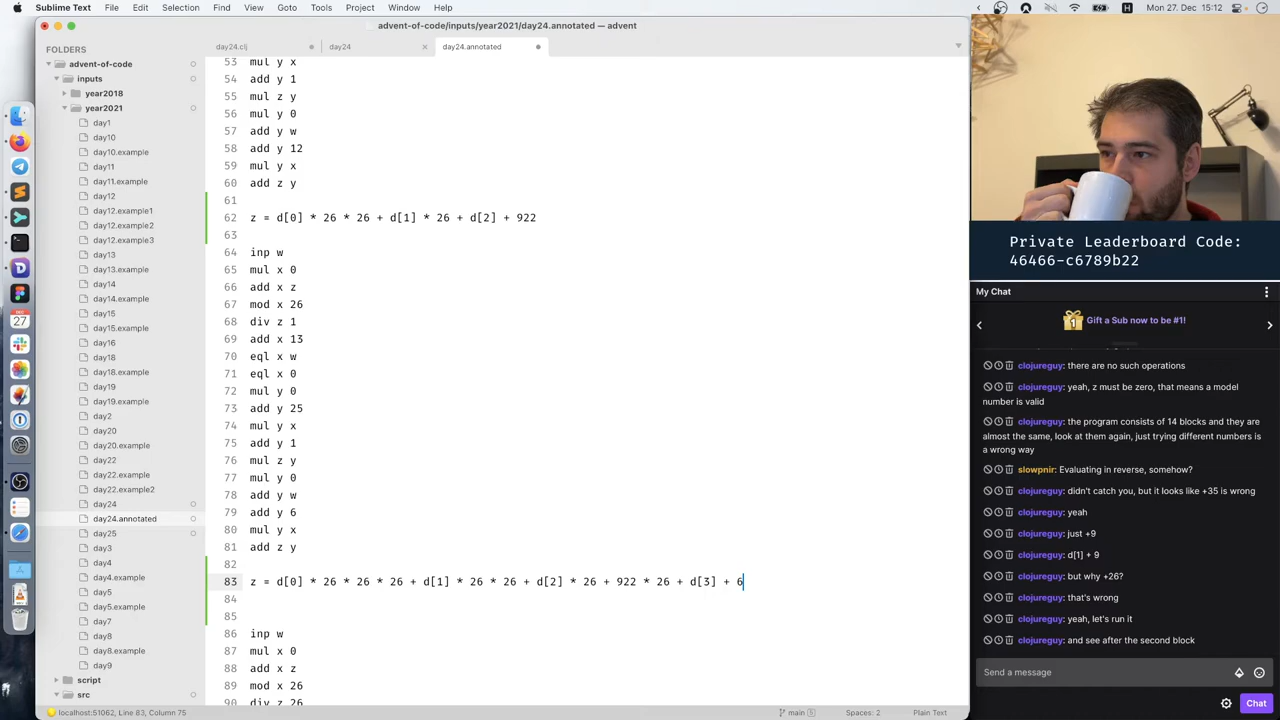 Sublime Text File Edit Selection Find View Goto Tools Project Window Help
Mon 27. Dec 15:12
advent-of-code/inputs/year2021/day24.annotated — advent
FOLDERS
advent-of-code
inputs
year2018
year2021
day1
day10
day10.example
day11
day11.example
day12
day12.example1
day12.example2
day12.example3
day13
day13.example
day14
day14.example
day15
day15.example
day16
day18
day18.example
day19
day19.example
day2
day20
day20.example
day22
day22.example
day22.example2
day24
day24.annotated
day25
day3
day4
day4.example
day5
day5.example
day7
day8
day8.example
day9
script
src
day24.clj
day24
day24.annotated
53 mul y x
54 add y 1
55 mul z y
56 mul y 0
57 add y w
58 add y 12
59 mul y x
60 add z y
61
62 z = d[0] * 26 * 26 + d[1] * 26 + d[2] + 922
63
64 inp w
65 mul x 0
66 add x z
67 mod x 26
68 div z 1
69 add x 13
70 eql x w
71 eql x 0
72 mul y 0
73 add y 25
74 mul y x
75 add y 1
76 mul z y
77 mul y 0
78 add y w
79 add y 6
80 mul y x
81 add z y
82
83 z = d[0] * 26 * 26 * 26 + d[1] * 26 * 26 + d[2] * 26 + 922 * 26 + d[3] + 6
84
85
86 inp w
87 mul x 0
88 add x z
89 mod x 26
90 div z 26
localhost:51062, Line 83, Column 75
main 5
Spaces: 2
Plain Text
Private Leaderboard Code:
46466-c6789b22
My Chat
Gift a Sub now to be #1!
clojureguy: there are no such operations
clojureguy: yeah, z must be zero, that means a model
number is valid
clojureguy: the program consists of 14 blocks and they are
almost the same, look at them again, just trying different numbers is
a wrong way
slowpnir: Evaluating in reverse, somehow?
clojureguy: didn't catch you, but it looks like +35 is wrong
clojureguy: yeah
clojureguy: just +9
clojureguy: d[1] + 9
clojureguy: but why +26?
clojureguy: that's wrong
clojureguy: yeah, let's run it
clojureguy: and see after the second block
Send a message
Chat